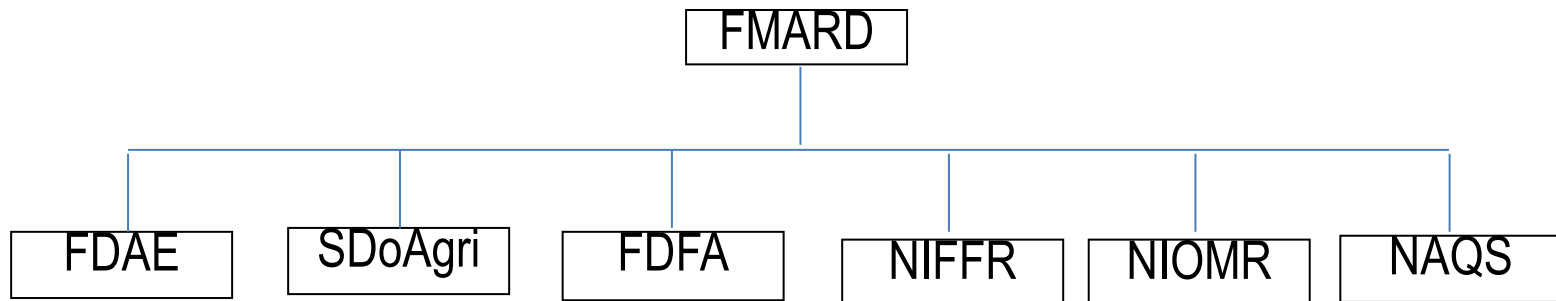 FMARD
FDAE
SDoAgri
FDFA
NIFFR
NIOMR
NAQS